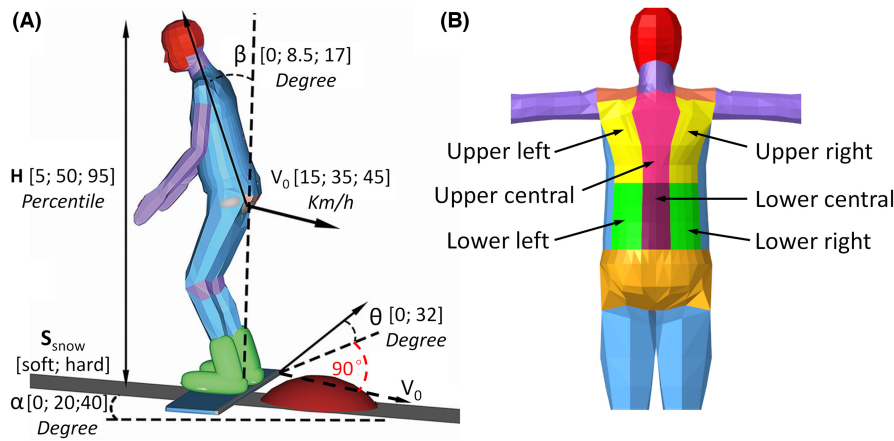 (A)
β [0; 8.5; 17]
Degree
H [5; 50; 95]
Percentile
V0 [15; 35; 45]
Km/h
θ [0; 32]
Degree
Ssnow
[soft; hard]
90°
V0
α [0; 20;40]
Degree
(B)
Upper left
Upper right
Upper central
Lower central
Lower left
Lower right